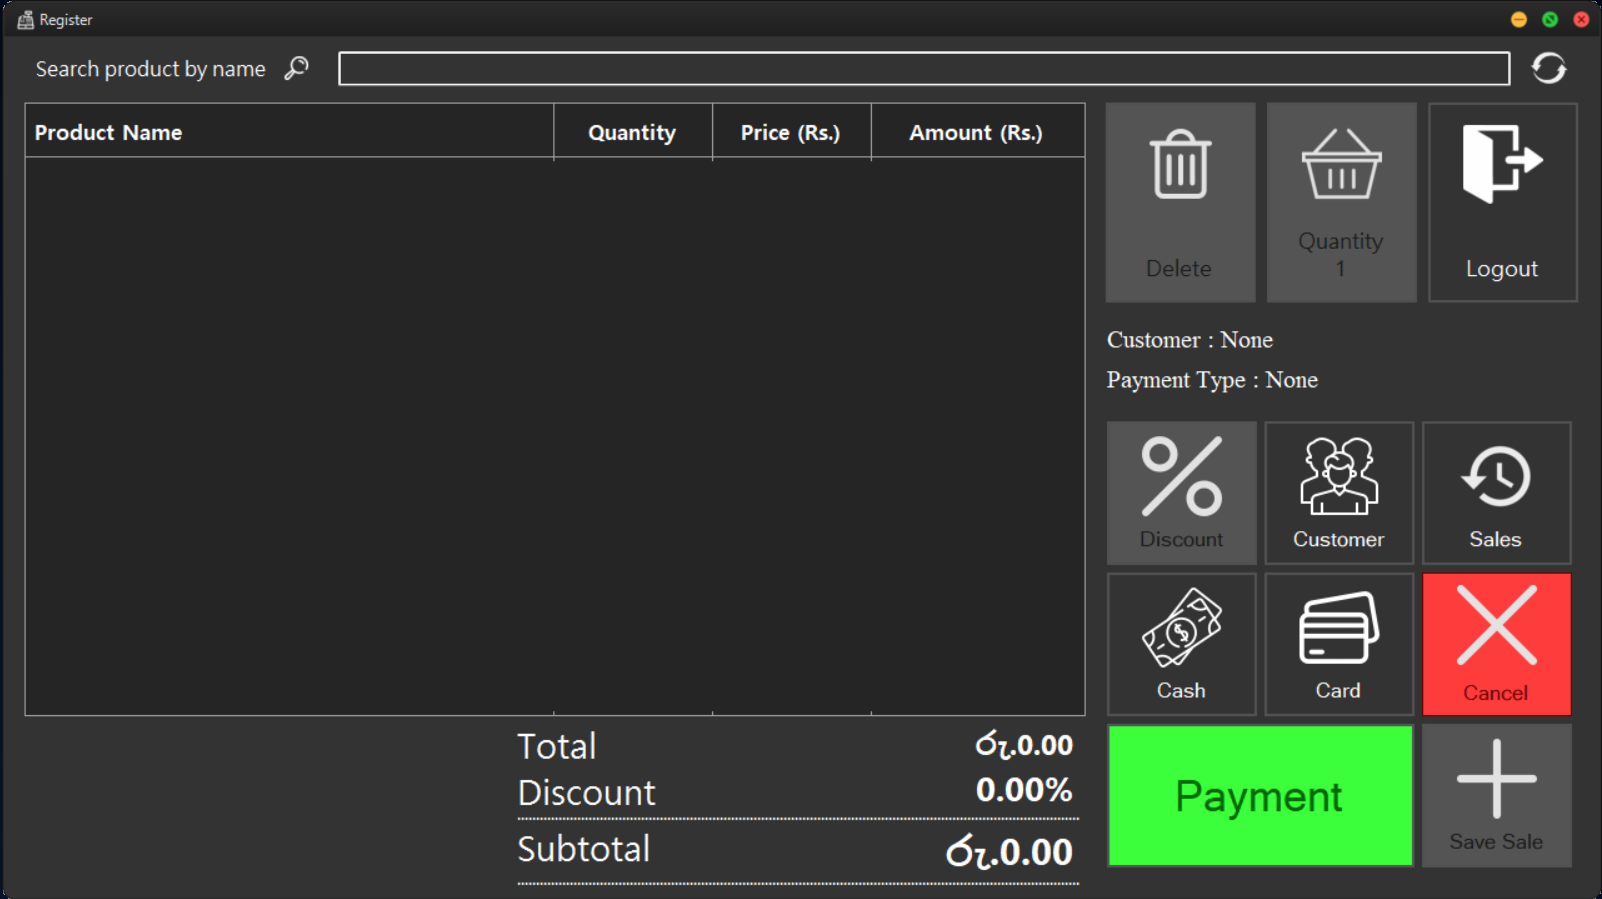 Register
Search product by name
Product Name Quantity Price (Rs.) Amount (Rs.)
Delete
Quantity
1
Logout
Customer : None
Payment Type : None
Discount Customer Sales
Cash Card Cancel
Total රු.0.00
Discount 0.00%
Subtotal රු.0.00
Payment
Save Sale